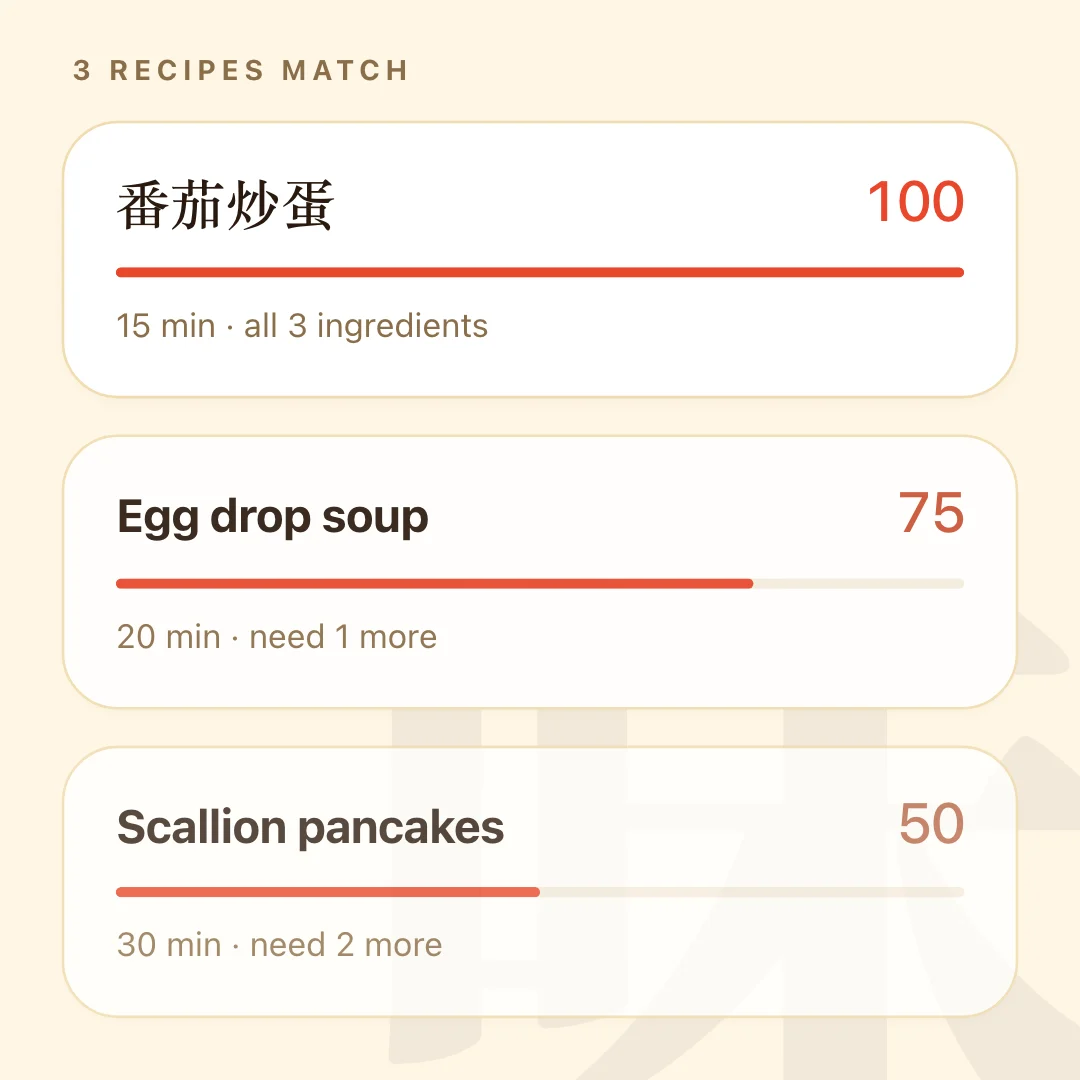 3 RECIPES MATCH
番茄炒蛋
100
15 min · all 3 ingredients
Egg drop soup
75
20 min · need 1 more
Scallion pancakes
50
30 min · need 2 more